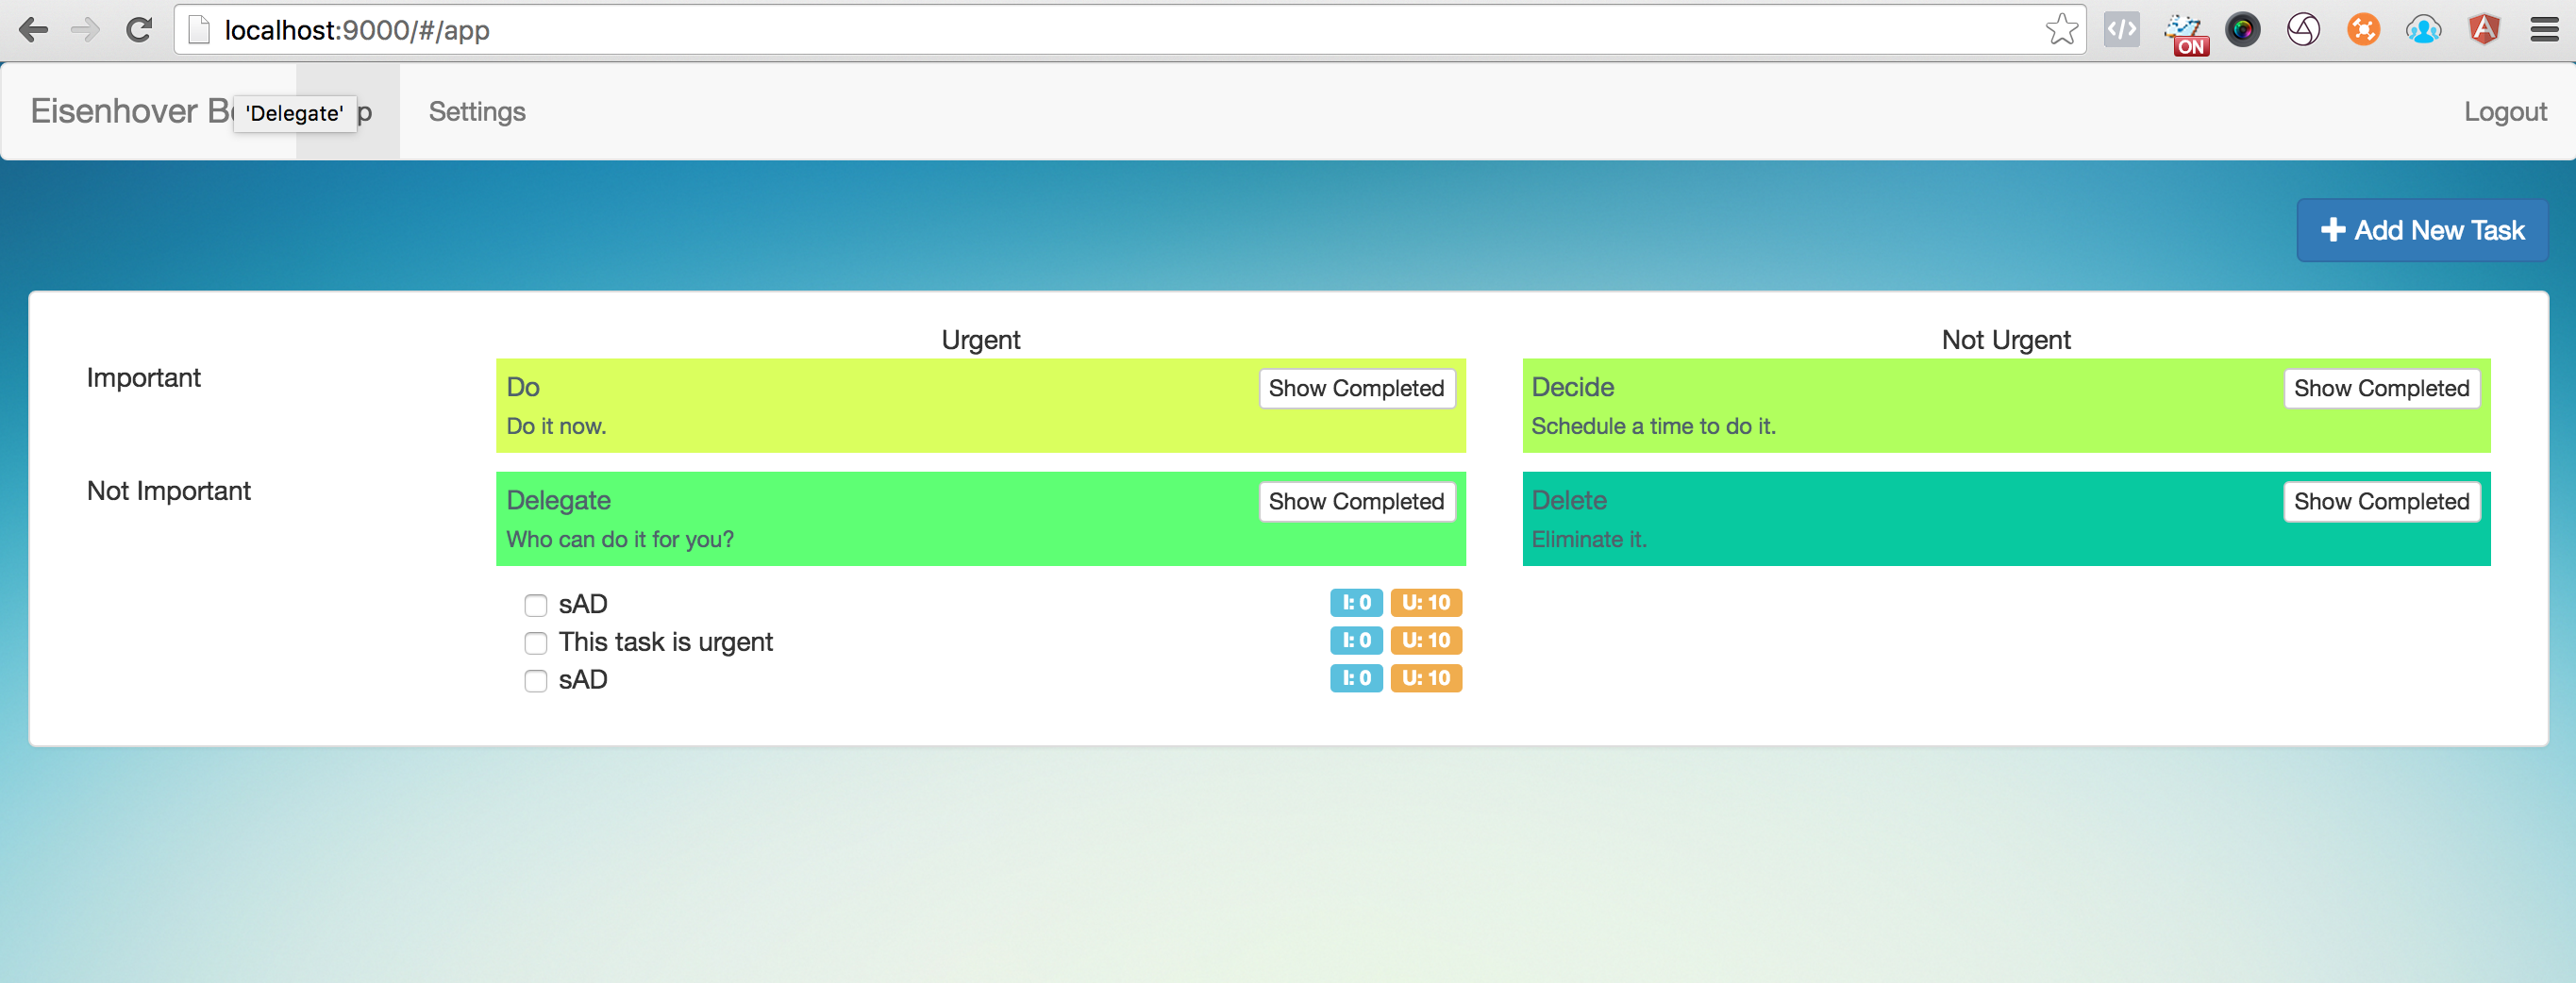 localhost:9000/#/app
ON
Eisenhover 'Delegate' Settings Logout
Add New Task
Urgent Not Urgent
Important
Do Show Completed Decide Show Completed
Do it now. Schedule a time to do it.
Not Important
Delegate Show Completed Delete Show Completed
Who can do it for you? Eliminate it.
sAD I: 0 U: 10
This task is urgent I: 0 U: 10
sAD I: 0 U: 10